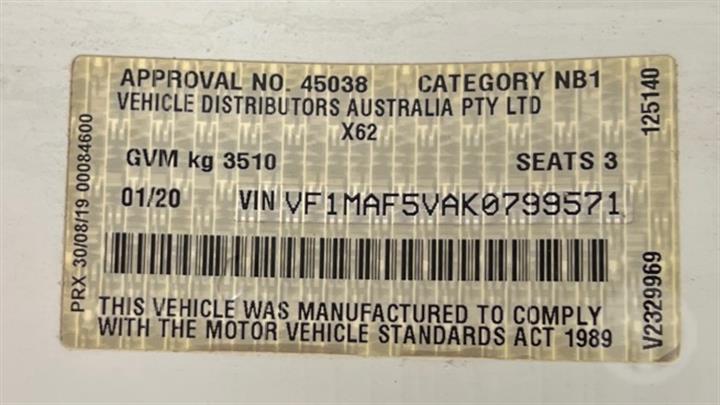 APPROVAL NO. 45038 CATEGORY NB1
VEHICLE DISTRIBUTORS AUSTRALIA PTY LTD
X62
GVM kg 3510 SEATS 3
01/20 VIN VF1MAF5VAK0799571
THIS VEHICLE WAS MANUFACTURED TO COMPLY
WITH THE MOTOR VEHICLE STANDARDS ACT 1989
PRX 30/08/19 00084600
125140
V2329969